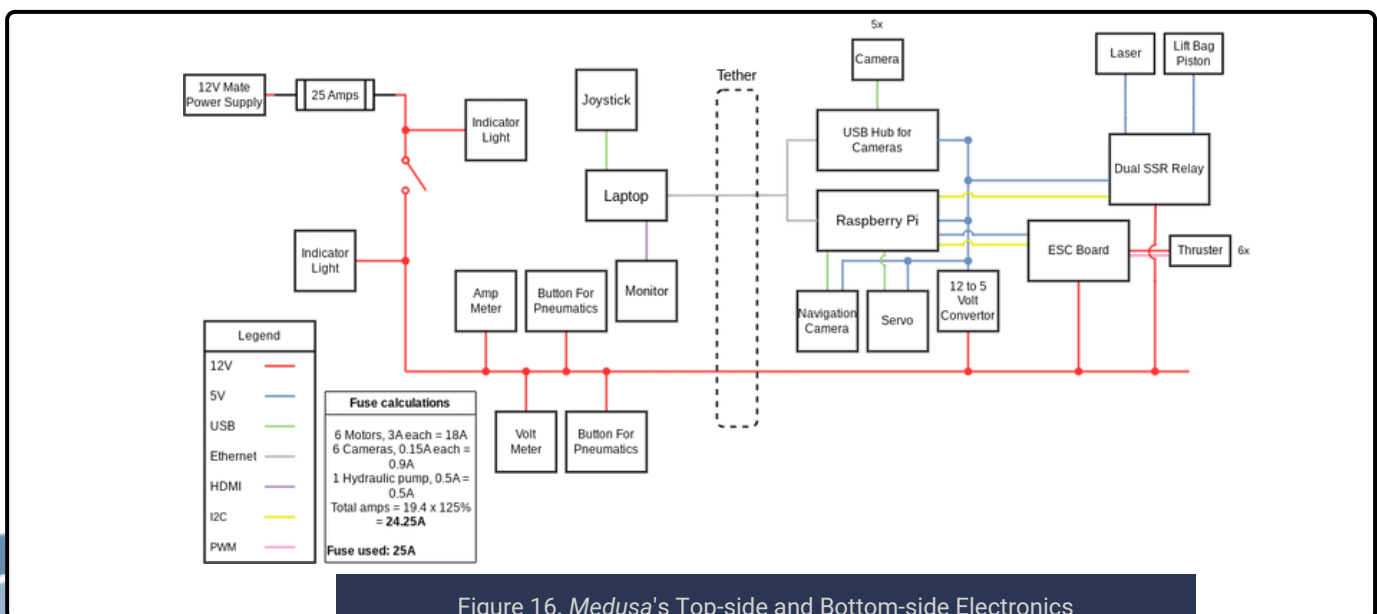 5x
Camera
Laser
Lift Bag
Piston
12V Mate
Power Supply
25 Amps
Indicator
Light
Joystick
Tether
USB Hub for
Cameras
Dual SSR Relay
Laptop
Raspberry Pi
Indicator
Light
ESC Board
Thruster
6x
Amp
Meter
Button For
Pneumatics
Monitor
Navigation
Camera
Servo
12 to 5
Volt
Convertor
Legend
12V
5V
USB
Ethernet
HDMI
I2C
PWM
Fuse calculations
6 Motors, 3A each = 18A
6 Cameras, 0.15A each =
0.9A
1 Hydraulic pump, 0.5A =
0.5A
Total amps = 19.4 x 125%
= 24.25A
Fuse used: 25A
Volt
Meter
Button For
Pneumatics
Figure 16. Medusa's Top-side and Bottom-side Electronics